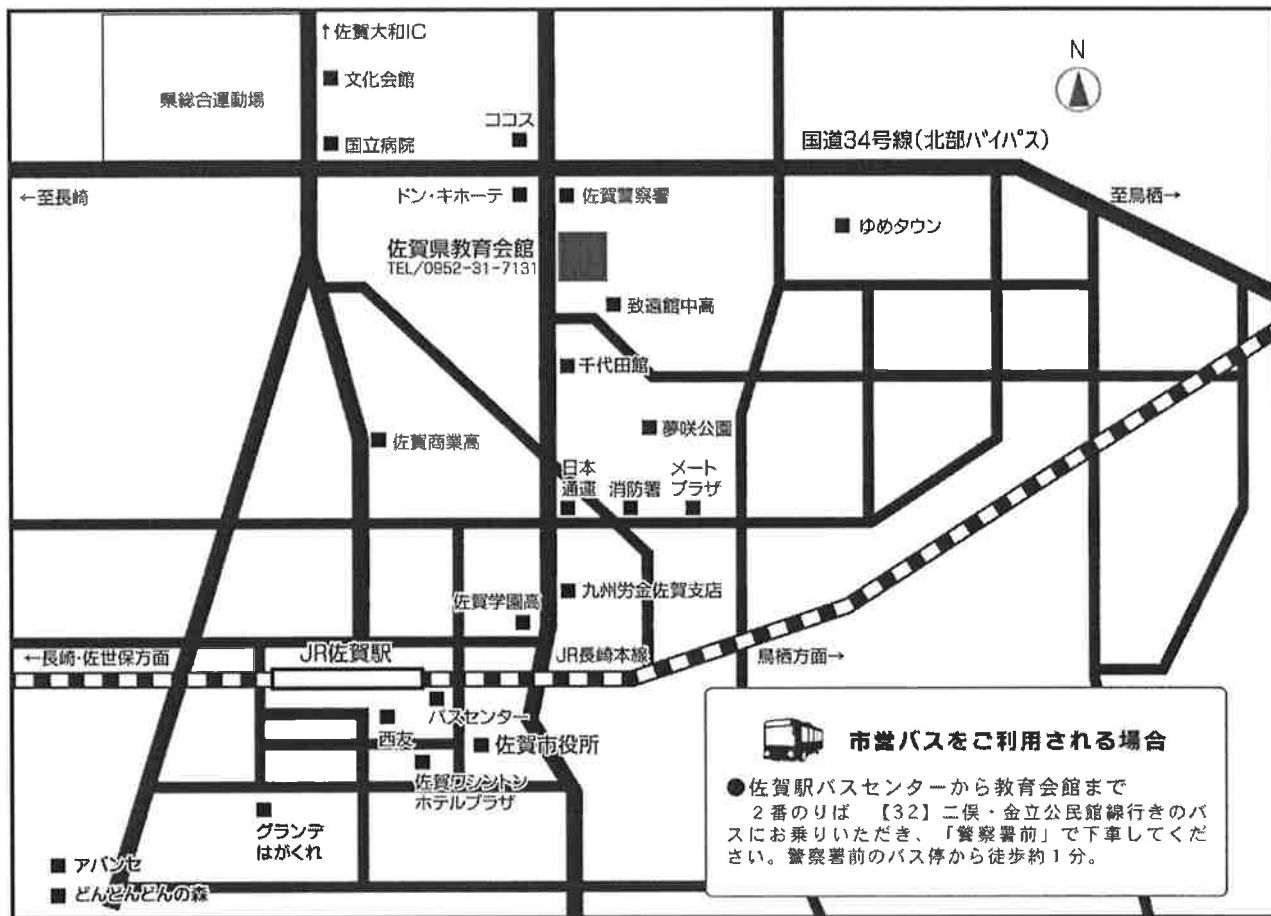 ↑佐賀大和IC
文化会館
N
県総合運動場
ココス
国立病院
国道34号線(北部バイパス)
←至長崎
ドン・キホーテ
佐賀警察署
至鳥栖→
ゆめタウン
佐賀県教育会館
TEL/0952-31-7131
致遠館中高
千代田館
夢咲公園
佐賀商業高
日本
通運
消防署
メート
プラザ
九州労金佐賀支店
佐賀学園高
←長崎・佐世保方面
JR佐賀駅
JR長崎本線
鳥栖方面→
バスセンター
西友
佐賀市役所
佐賀ワシントン
ホテルプラザ
グランデ
はがくれ
アバンセ
どんどんどんの森
市営バスをご利用される場合
●佐賀駅バスセンターから教育会館まで
2番のりば 【32】二俣・金立公民館線行きのバ
スにお乗りいただき、「警察署前」で下車してくだ
さい。警察署前のバス停から徒歩約1分。